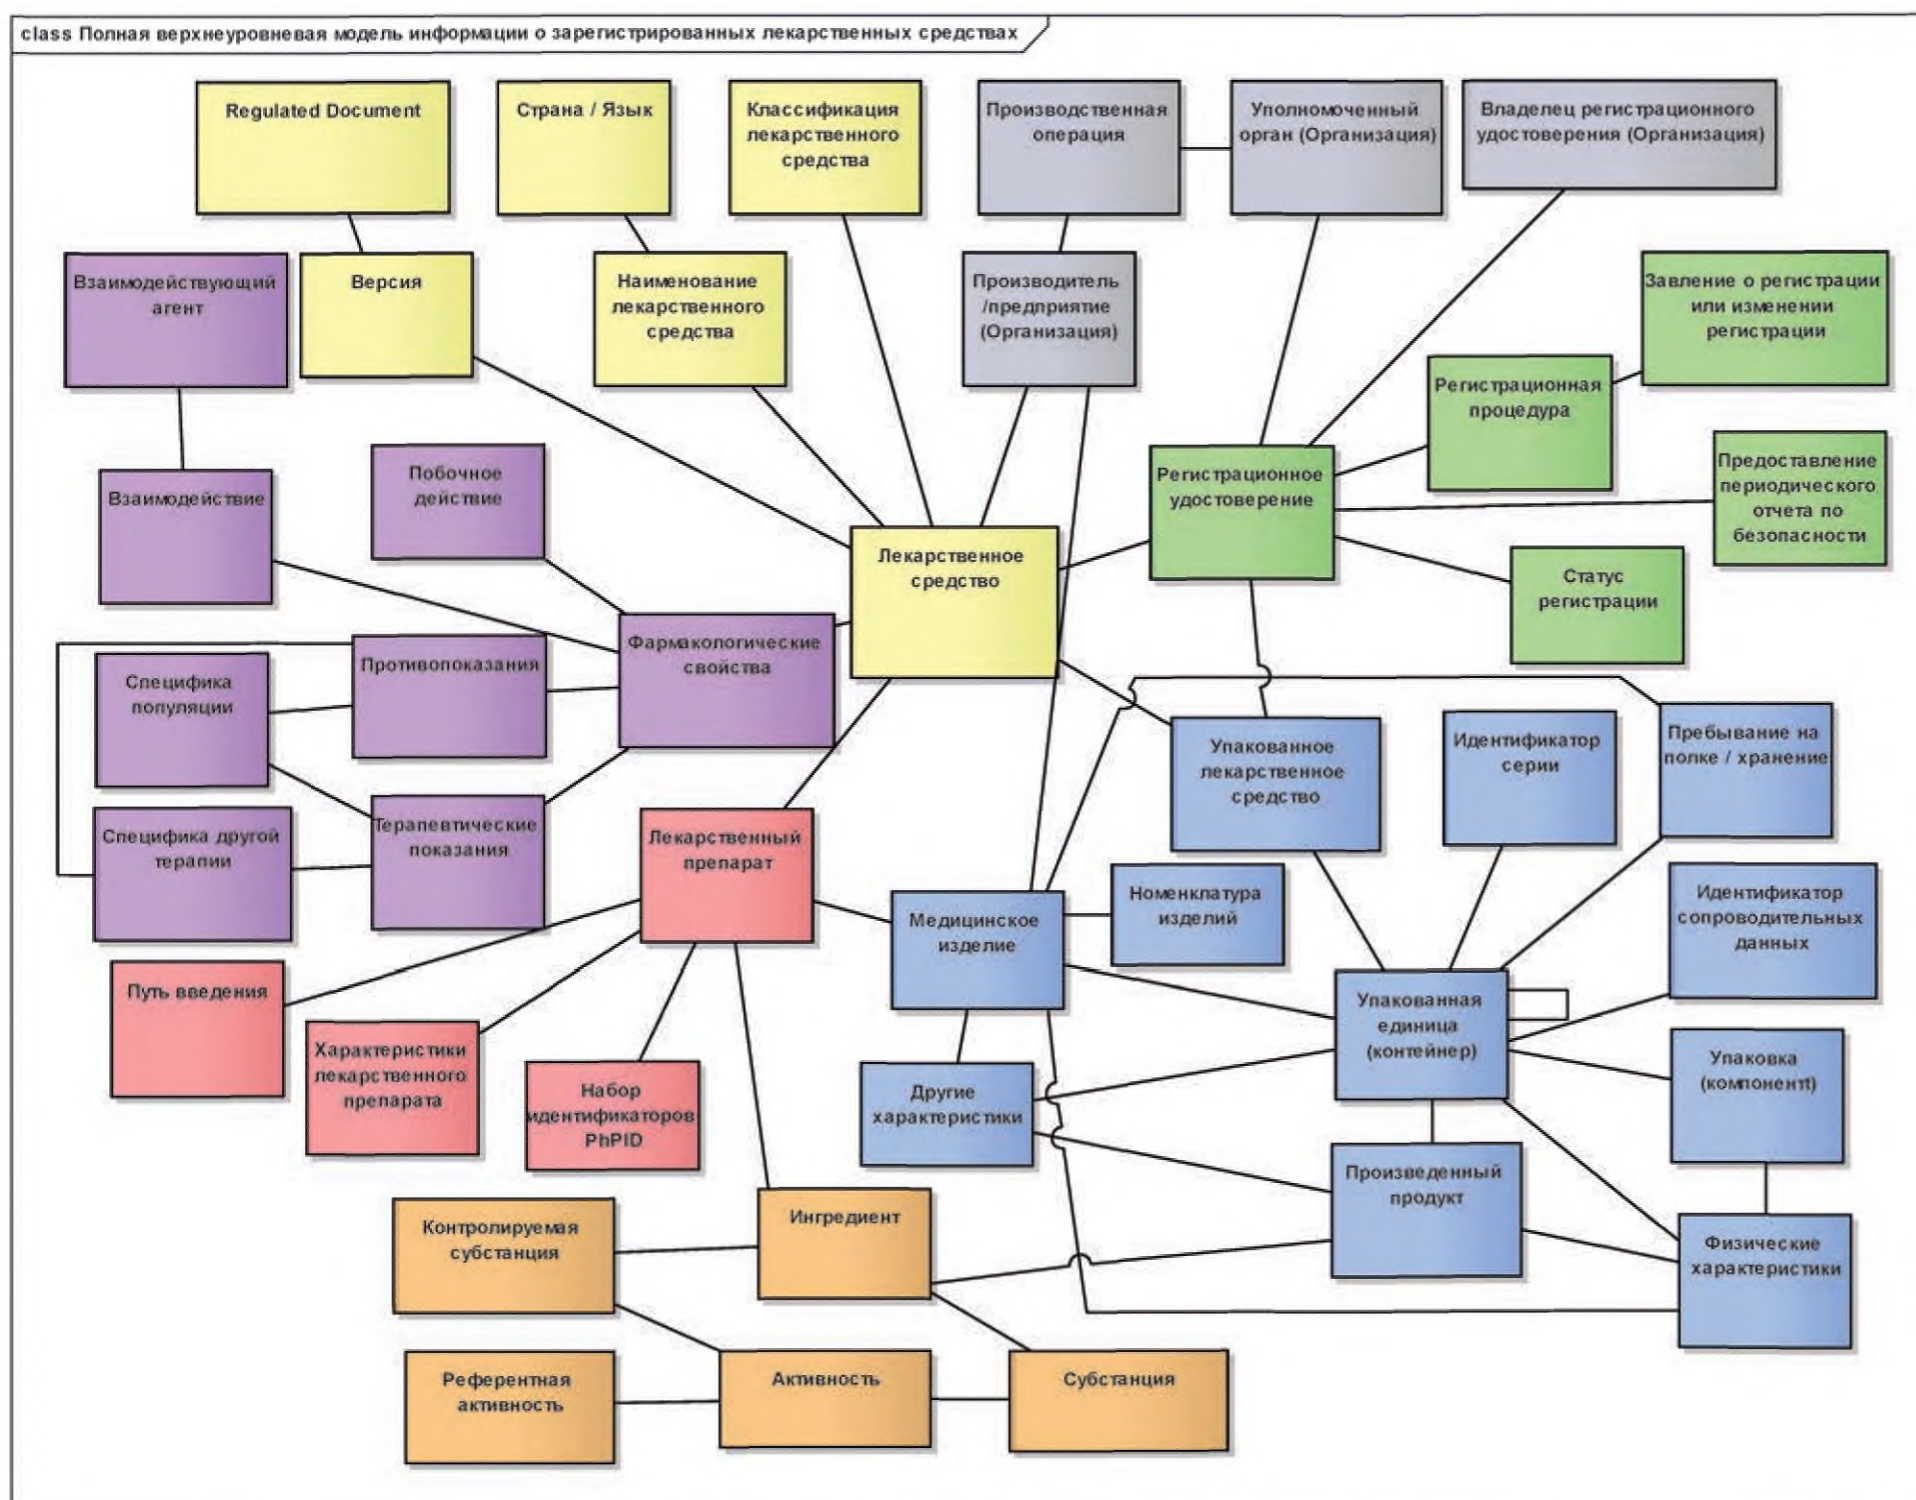 class Полная верхнеуровневая модель информации о зарегистрированных лекарственных средствах
Regulated Document
Страна / Язык
Классификация
лекарственного
средства
Производственная
операция
Уполномоченный
орган (Организация)
Владелец регистрационного
удостоверения (Организация)
Взаимодействующий
агент
Версия
Наименование
лекарственного
средства
Производитель
/предприятие
(Организация)
Завление о регистрации
или изменении
регистрации
Регистрационная
процедура
Взаимодействие
Побочное
действие
Регистрационное
удостоверение
Предоставление
периодического
отчета по
безопасности
Лекарственное
средство
Статус
регистрации
Фармакологические
свойства
Противопоказания
Специфика
популяции
Упакованное
лекарственное
средство
Идентификатор
серии
Пребывание на
полке / хранение
Специфика другой
терапии
Терапевтические
показания
Лекарственный
препарат
Медицинское
изделие
Номенклатура
изделий
Идентификатор
сопроводительных
данных
Путь введения
Характеристики
лекарственного
препарата
Набор
идентификаторов
PhPID
Другие
характеристики
Упакованная
единица
(контейнер)
Упаковка
(компонент)
Произведенный
продукт
Физические
характеристики
Контролируемая
субстанция
Ингредиент
Референтная
активность
Активность
Субстанция